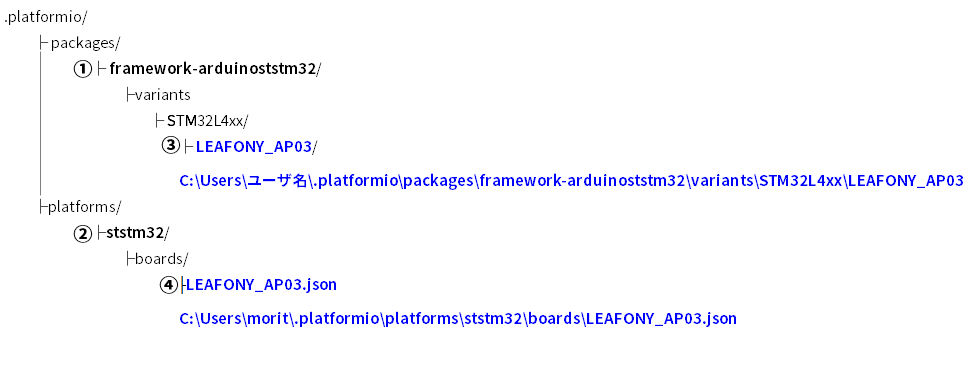 .platformio/
├ packages/
① ├ framework-arduinoststm32/
├variants
├ STM32L4xx/
③ ├ LEAFONY_AP03/
C:\Users\ユーザ名\.platformio\packages\framework-arduinoststm32\variants\STM32L4xx\LEAFONY_AP03
├platforms/
② ├ststm32/
├boards/
④ ├LEAFONY_AP03.json
C:\Users\morit\.platformio\platforms\ststm32\boards\LEAFONY_AP03.json